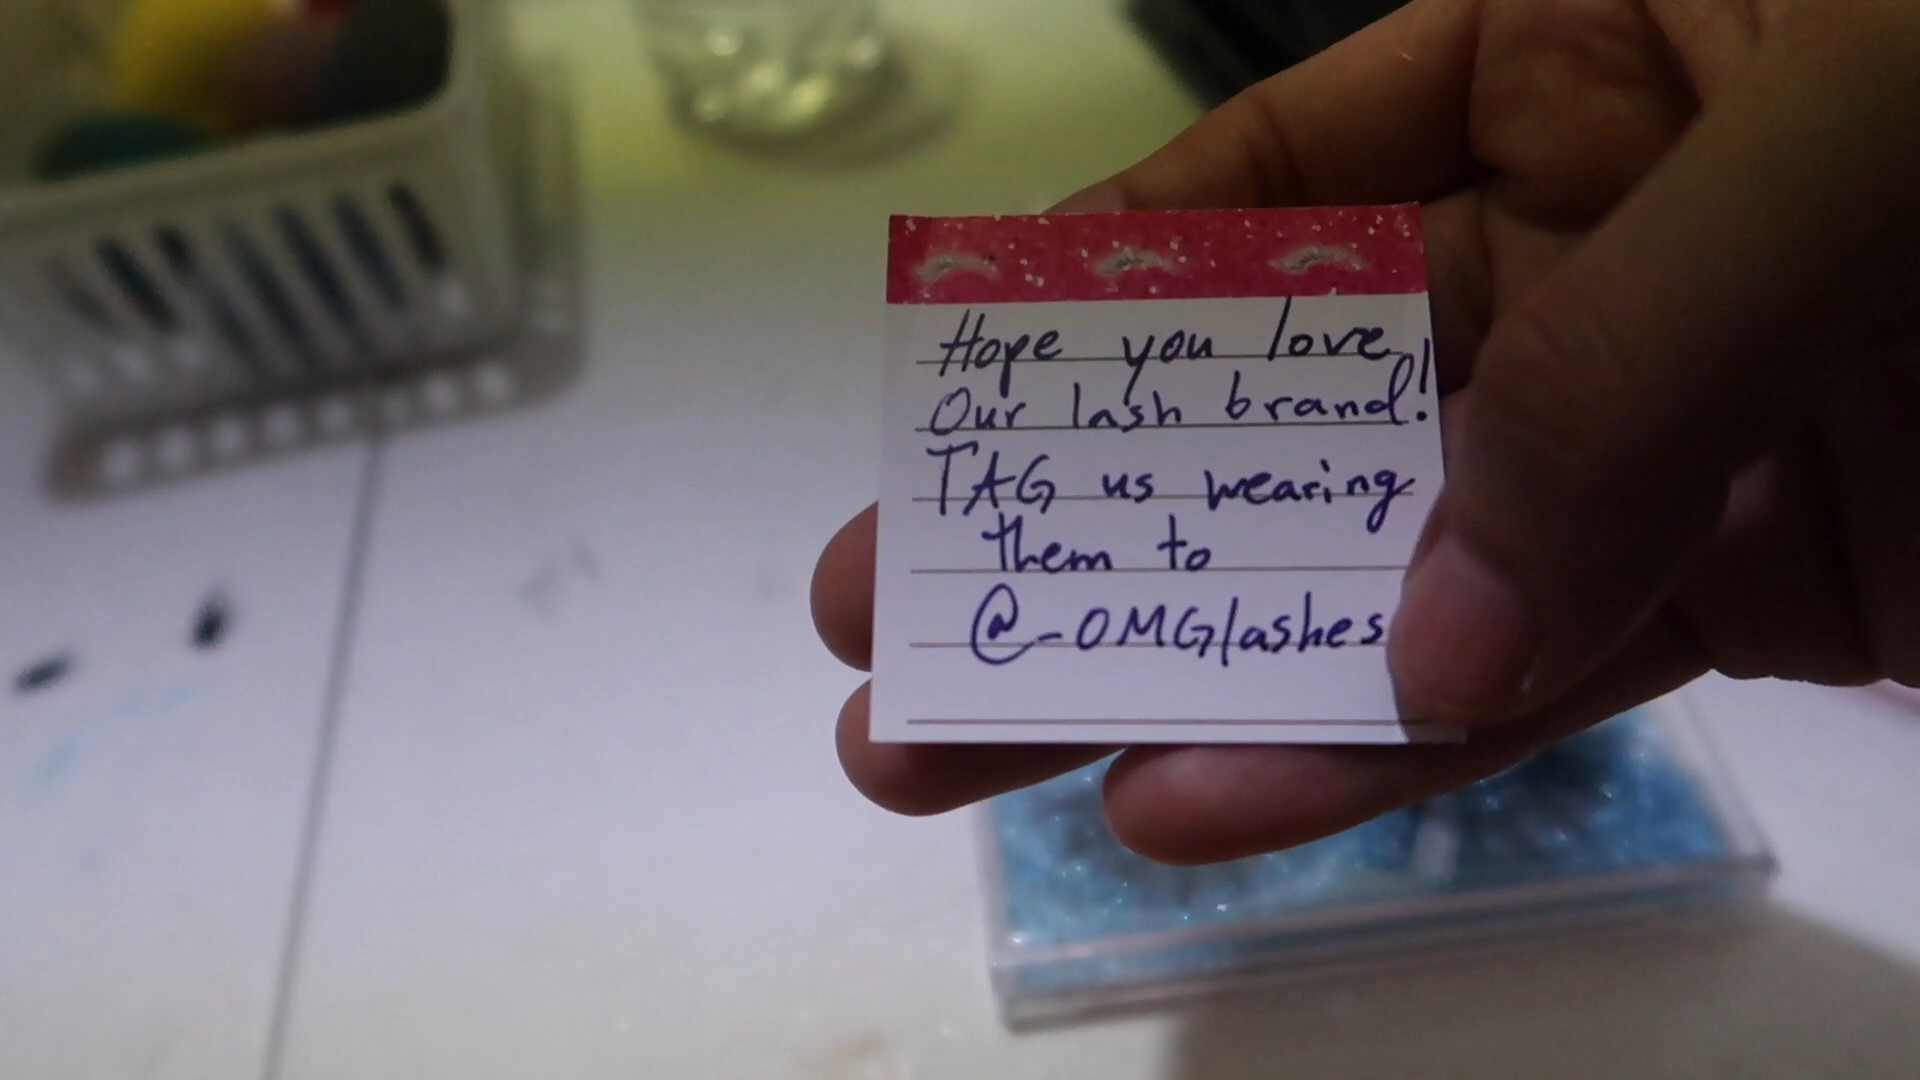 Hope you love
Our lash brand!
TAG us wearing
them to
@-OMGlashes